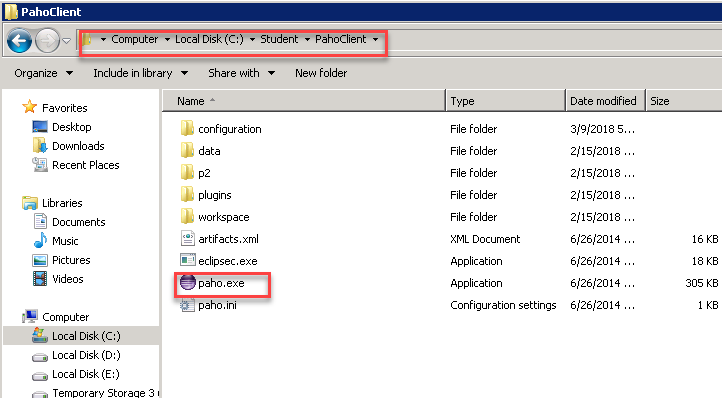 PahoClient
Computer Local Disk (C:) Student PahoClient
Organize Include in library Share with New folder
Favorites
Desktop
Downloads
Recent Places
Libraries
Documents
Music
Pictures
Videos
Computer
Local Disk (C:)
Local Disk (D:)
Local Disk (E:)
Temporary Storage 3
Name Type Date modified Size
configuration File folder 3/9/2018 5...
data File folder 2/15/2018 ...
p2 File folder 2/15/2018 ...
plugins File folder 2/15/2018 ...
workspace File folder 2/15/2018 ...
artifacts.xml XML Document 6/26/2014 ... 16 KB
eclipsec.exe Application 6/26/2014 ... 18 KB
paho.exe Application 6/26/2014 ... 305 KB
paho.ini Configuration settings 6/26/2014 ... 1 KB